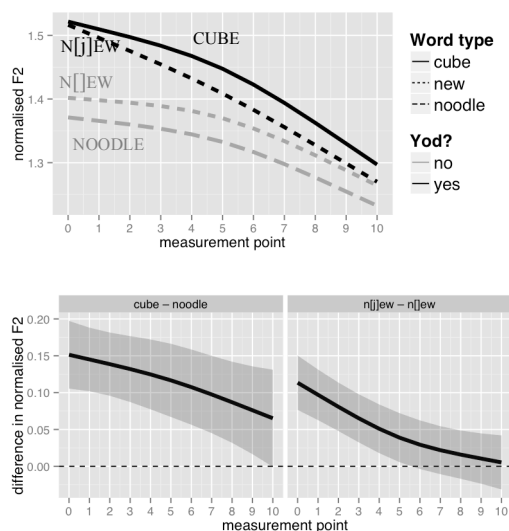 1.5
1.4
1.3
normalised F2
N[j]EW
CUBE
N[]EW
NOODLE
0 1 2 3 4 5 6 7 8 9 10
measurement point
Word type
cube
new
noodle
Yod?
no
yes
cube − noodle
n[j]ew − n[]ew
0.20
0.15
0.10
0.05
0.00
difference in normalised F2
0 1 2 3 4 5 6 7 8 9 10
0 1 2 3 4 5 6 7 8 9 10
measurement point